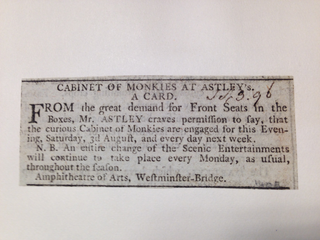 CABINET OF MONKIES AT ASTLEY's.
A CARD.
FROM the great demand for Front Seats in the
Boxes, Mr. ASTLEY craves permission to say, that
the curious Cabinet of Monkies are engaged for this Even-
ing, Saturday, 3d August, and every day next week.
N. B. An entire change of the Scenic Entertainments
will continue to take place every Monday, as usual,
throughout the season.
Amphitheatre of Arts, Westminster-Bridge.